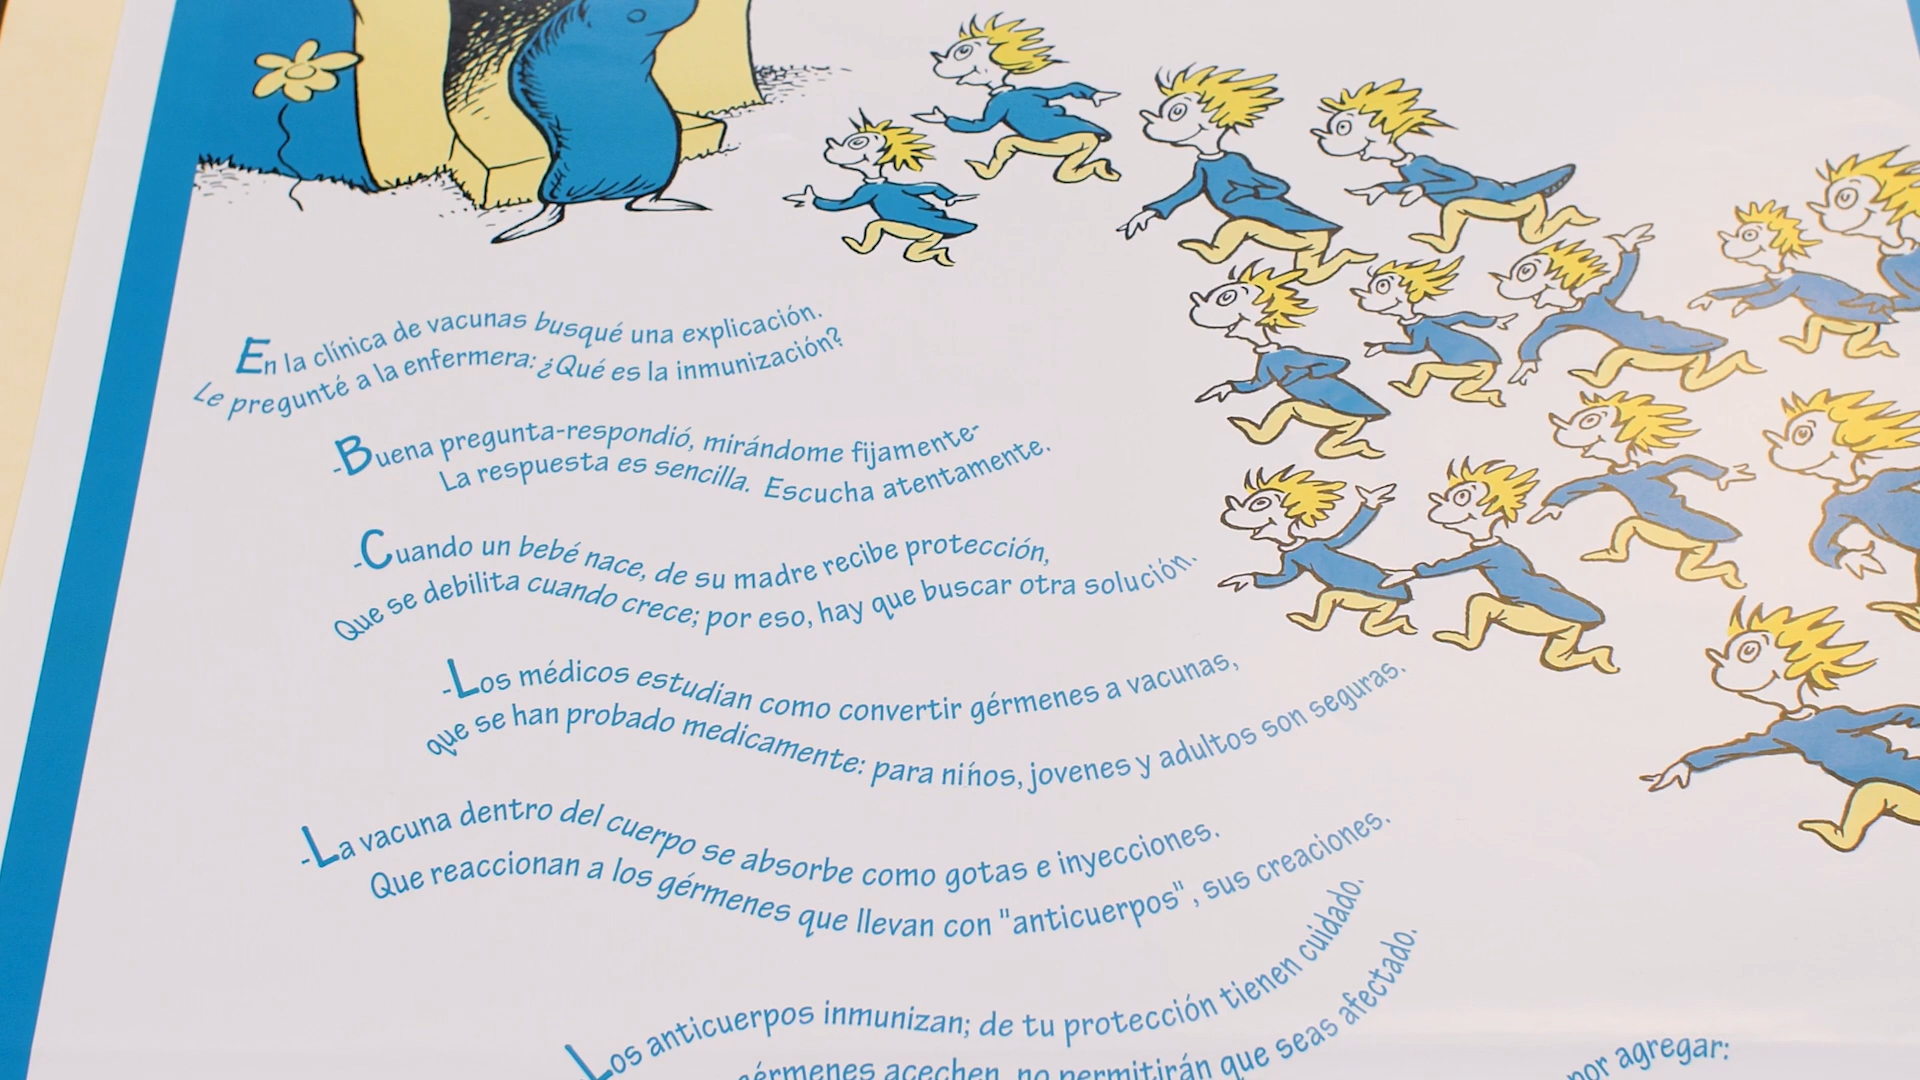 En la clínica de vacunas busqué una explicación.
Le pregunté a la enfermera: ¿Qué es la inmunización?
-Buena pregunta-respondió, mirándome fijamente-
La respuesta es sencilla. Escucha atentamente.
-Cuando un bebé nace, de su madre recibe protección,
Que se debilita cuando crece; por eso, hay que buscar otra solución.
-Los médicos estudian como convertir gérmenes a vacunas,
que se han probado medicamente: para niños, jovenes y adultos son seguras.
-La vacuna dentro del cuerpo se absorbe como gotas e inyecciones.
Que reaccionan a los gérmenes que llevan con "anticuerpos", sus creaciones.
Los anticuerpos inmunizan; de tu protección tienen cuidado.
gérmenes acechen, no permitirán que seas afectado.
por agregar: